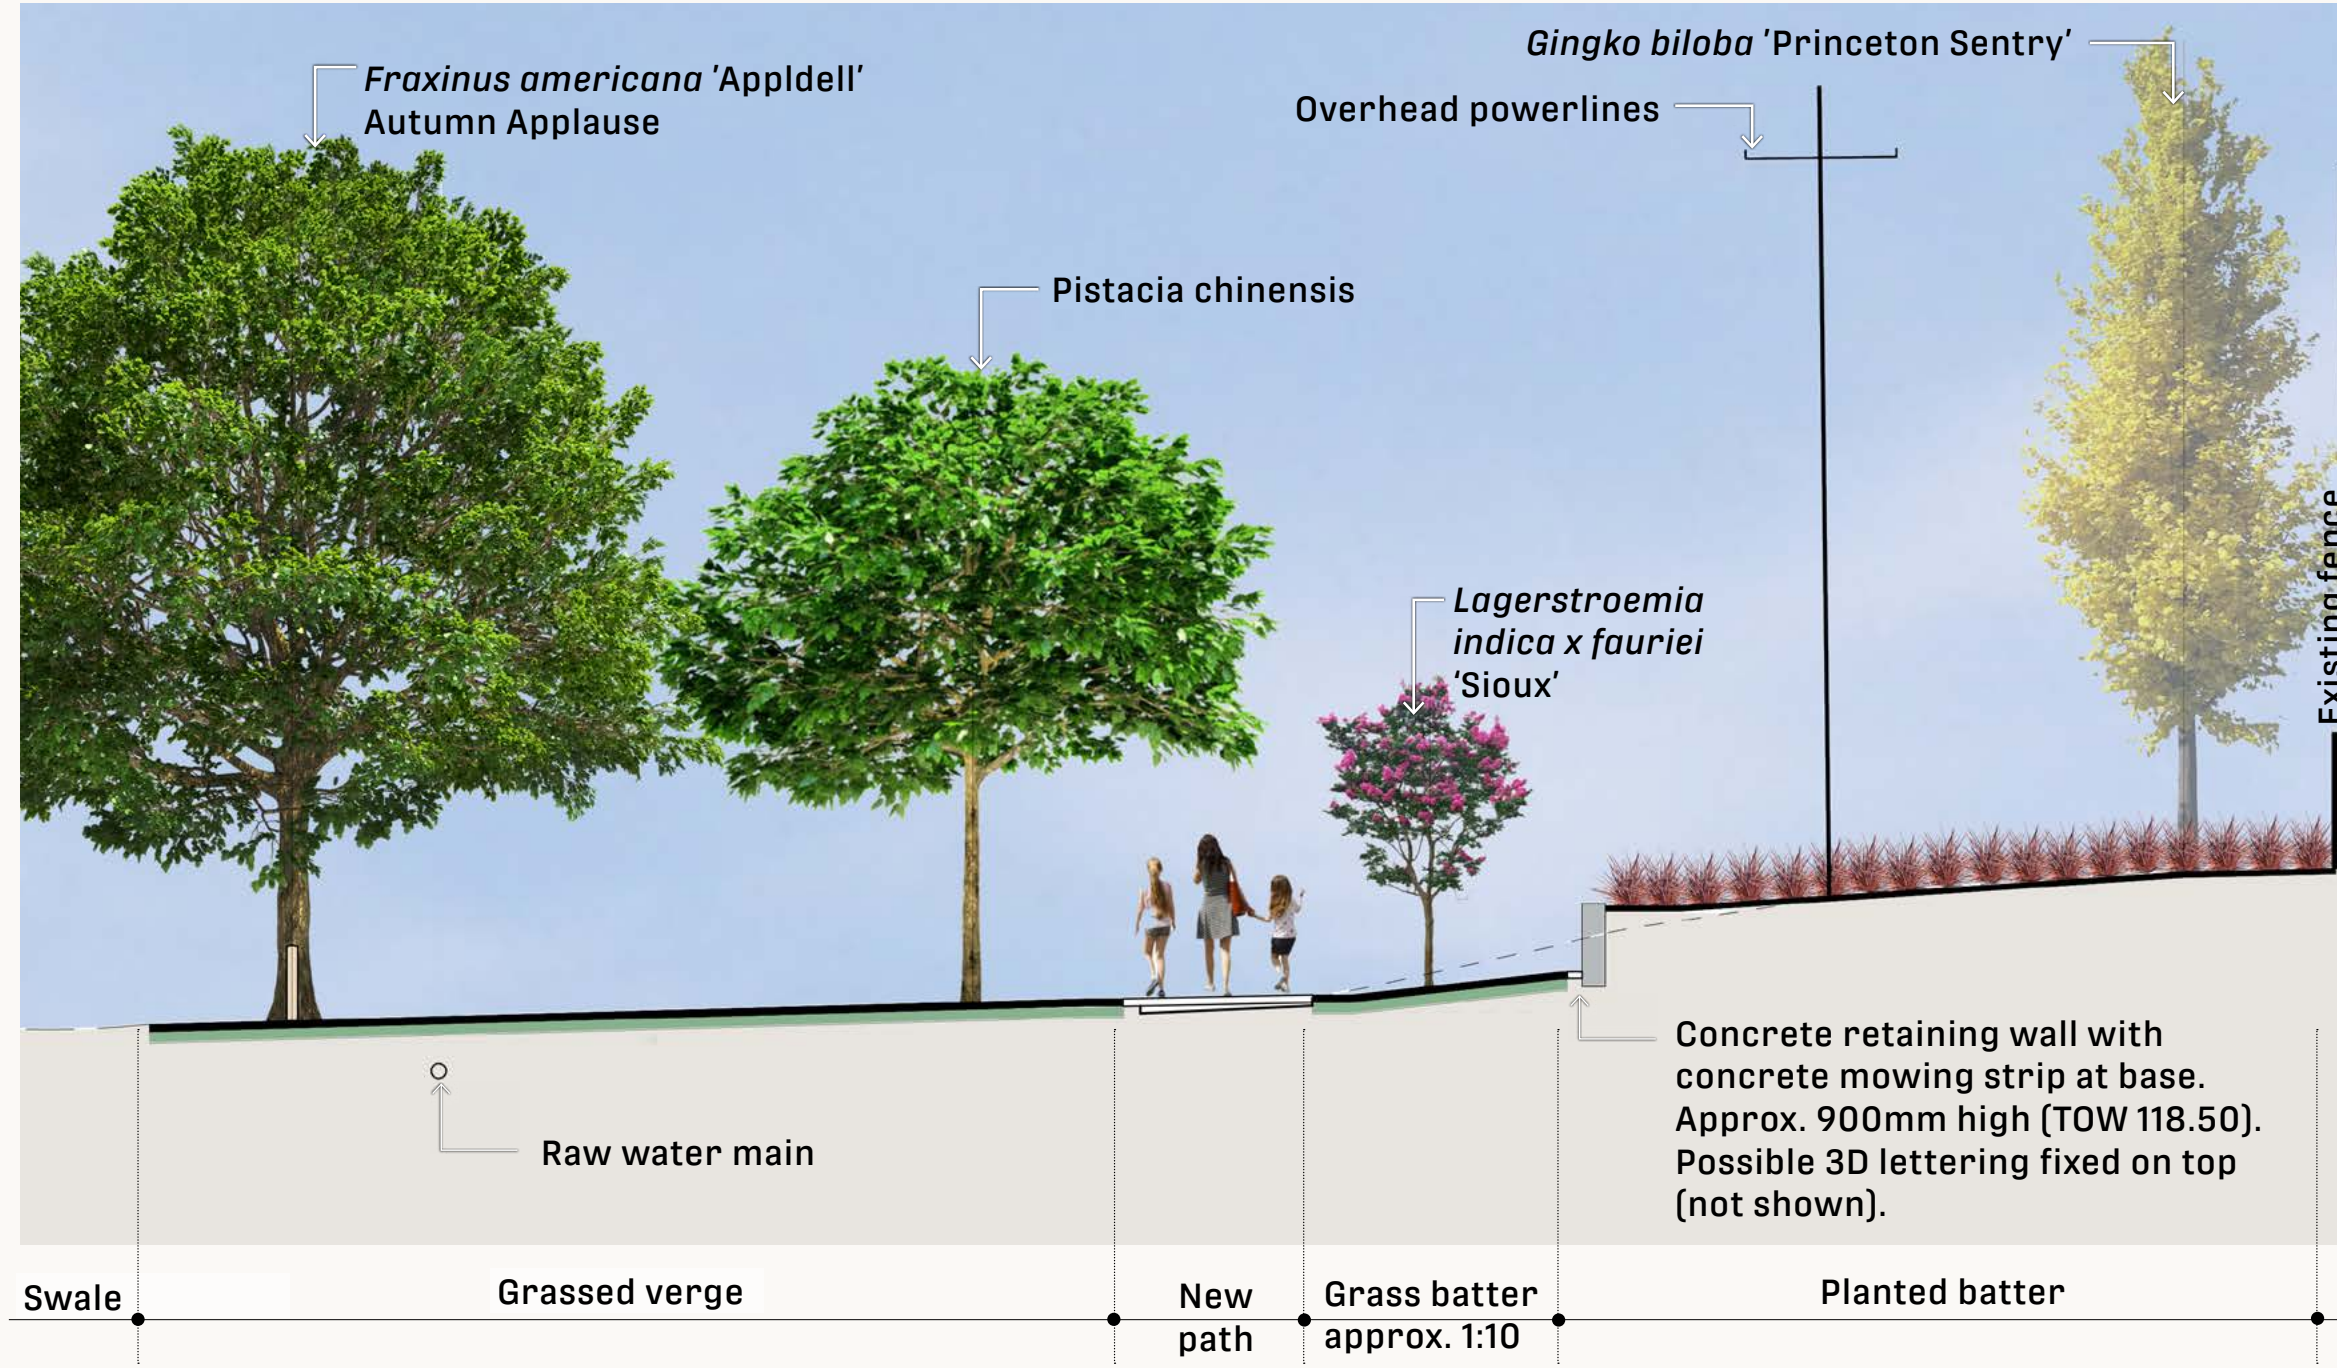 Fraxinus americana 'Appldell'
Autumn Applause
Gingko biloba 'Princeton Sentry'
Overhead powerlines
Pistacia chinensis
Lagerstroemia
indica x fauriei
'Sioux'
Existing fence
Concrete retaining wall with
concrete mowing strip at base.
Approx. 900mm high (TOW 118.50).
Possible 3D lettering fixed on top
(not shown).
Raw water main
Swale
Grassed verge
New
path
Grass batter
approx. 1:10
Planted batter